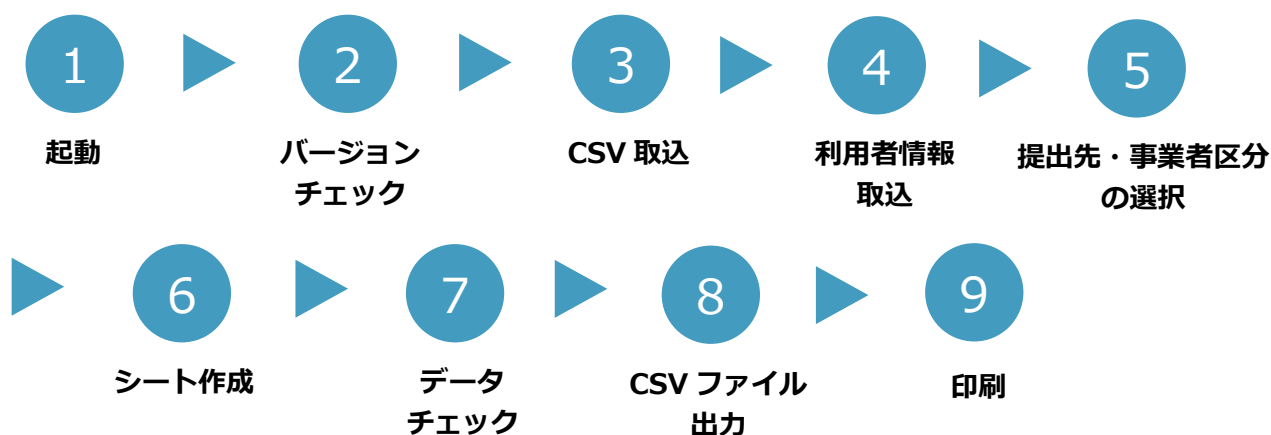 1
2
3
4
5
起動
バージョン
チェック
CSV 取込
利用者情報
取込
提出先・事業者区分
の選択
6
7
8
9
シート作成
データ
チェック
CSV ファイル
出力
印刷